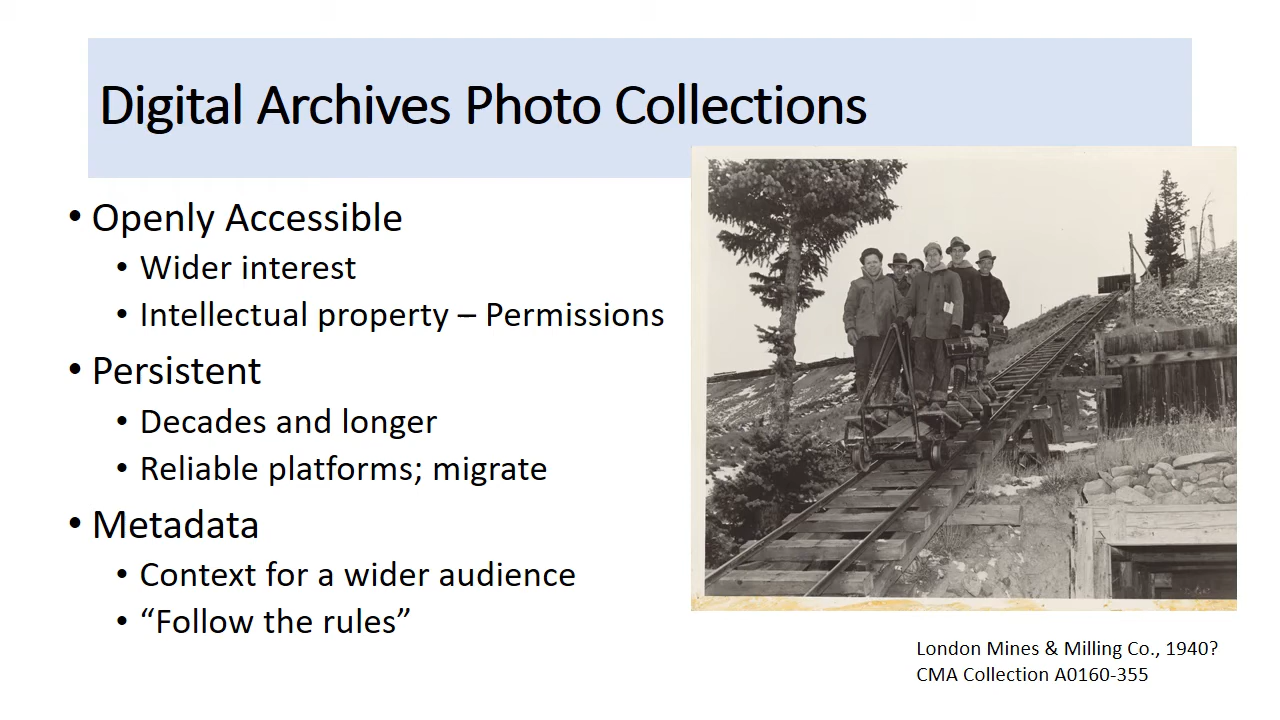 Digital Archives Photo Collections
• Openly Accessible
• Wider interest
• Intellectual property – Permissions
• Persistent
• Decades and longer
• Reliable platforms; migrate
• Metadata
• Context for a wider audience
• “Follow the rules”
London Mines & Milling Co., 1940?
CMA Collection A0160-355